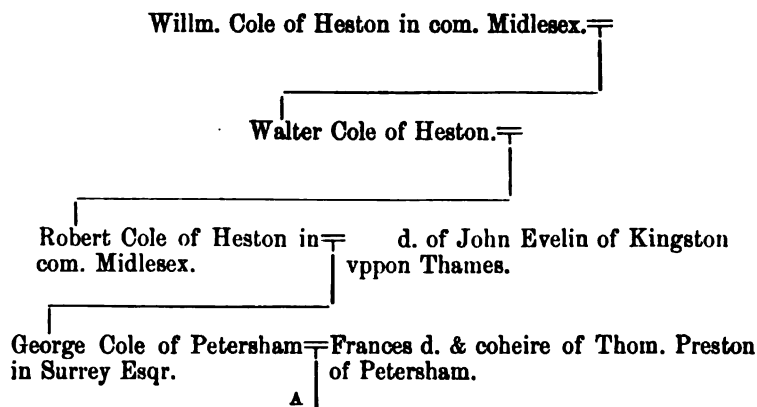 Willm. Cole of Heston in com. Midlesex.
Walter Cole of Heston.
Robert Cole of Heston in
com. Midlesex.
d. of John Evelin of Kingston
vppon Thames.
George Cole of Petersham
in Surrey Esqr.
Frances d. & coheire of Thom. Preston
of Petersham.
A